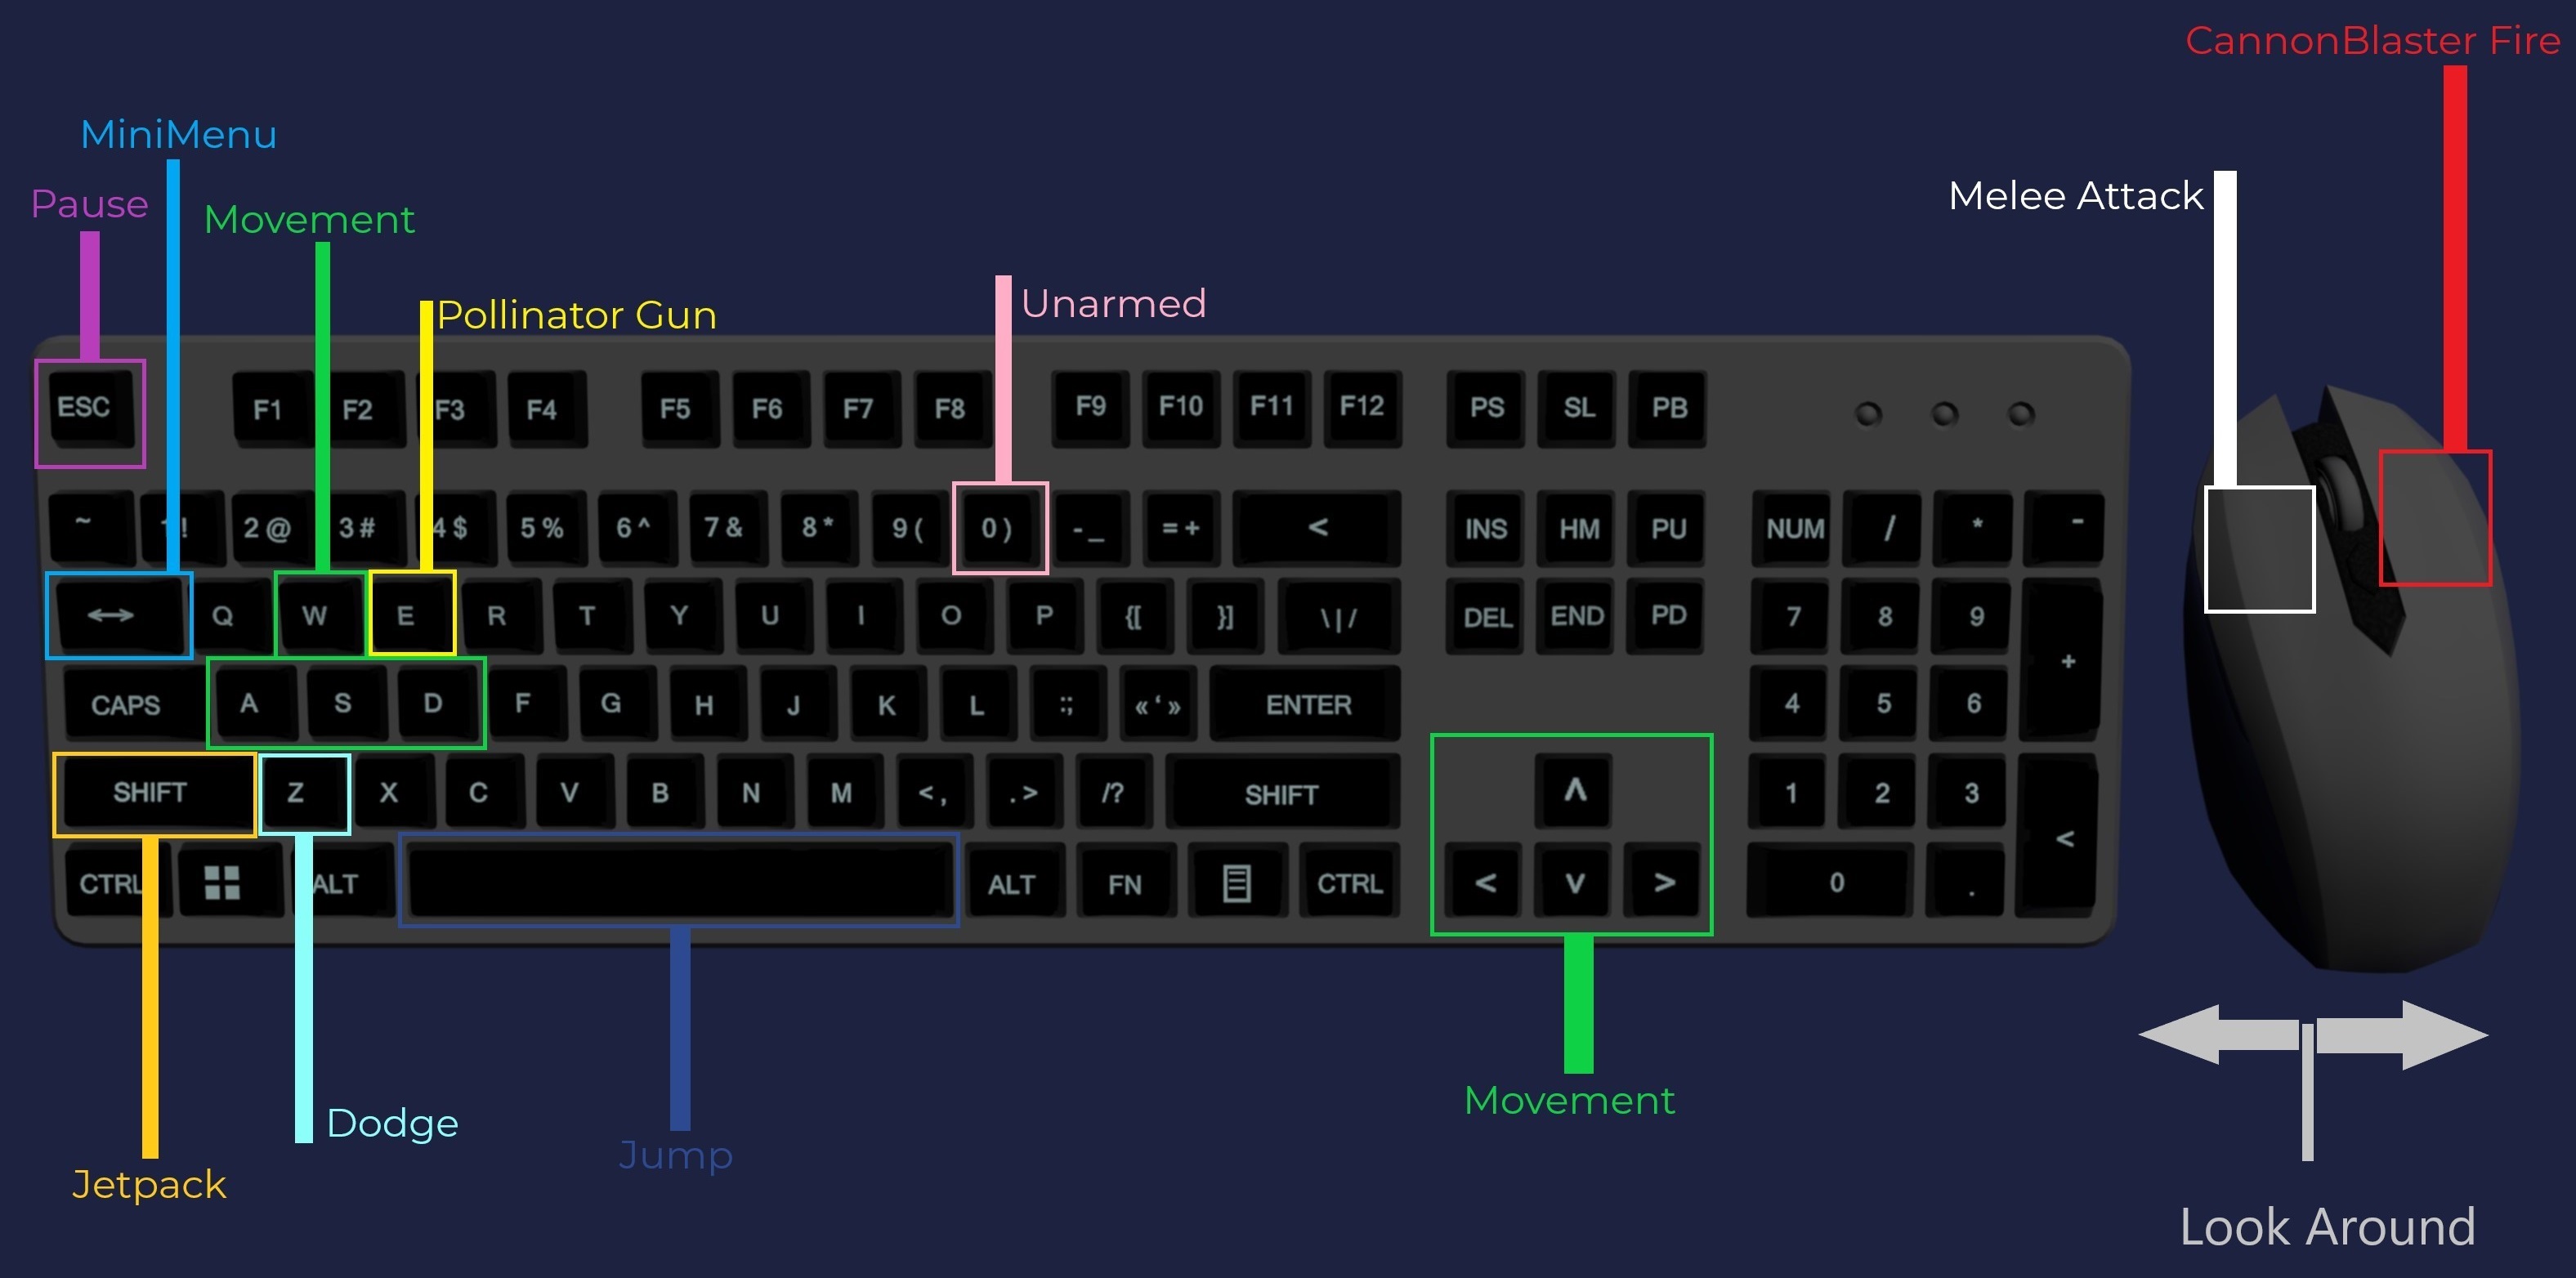 CannonBlaster Fire
MiniMenu
Melee Attack
Pause
Movement
Pollinator Gun
Unarmed
ESC F1 F2 F3 F4 F5 F6 F7 F8 F9 F10 F11 F12 PS SL PB
~ ! 2 @ 3 # 4 $ 5 % 6 ^ 7 & 8 * 9 ( 0 ) - _ = + < INS HM PU NUM / * -
Q W E R T Y U I O P {[ }] \ | / DEL END PD 7 8 9 +
CAPS A S D F G H J K L :; « ‘ » ENTER 4 5 6
SHIFT Z X C V B N M < , . > /? SHIFT ʌ 1 2 3 <
CTRL ALT ALT FN CTRL < v > 0 .
Movement
Dodge
Jump
Jetpack
Look Around